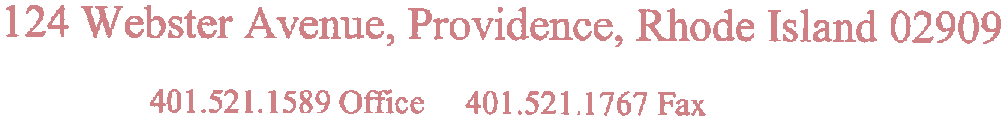 124 Webster Avenue, Providence, Rhode Island 02909
401.521.1589 Office 401.521.1767 Fax